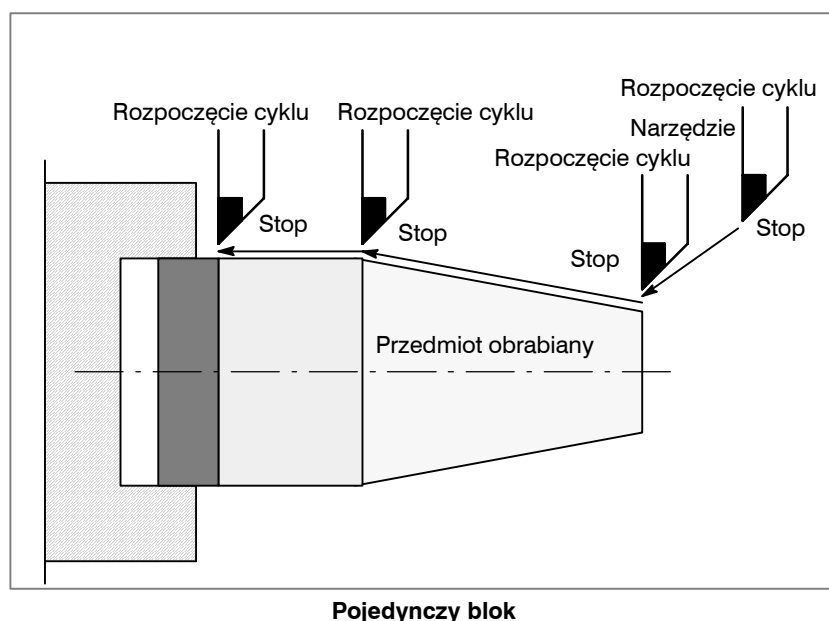 Rozpoczęcie cyklu
Rozpoczęcie cyklu
Rozpoczęcie cyklu
Narzędzie
Rozpoczęcie cyklu
Stop
Stop
Stop
Stop
Przedmiot obrabiany
Pojedynczy blok